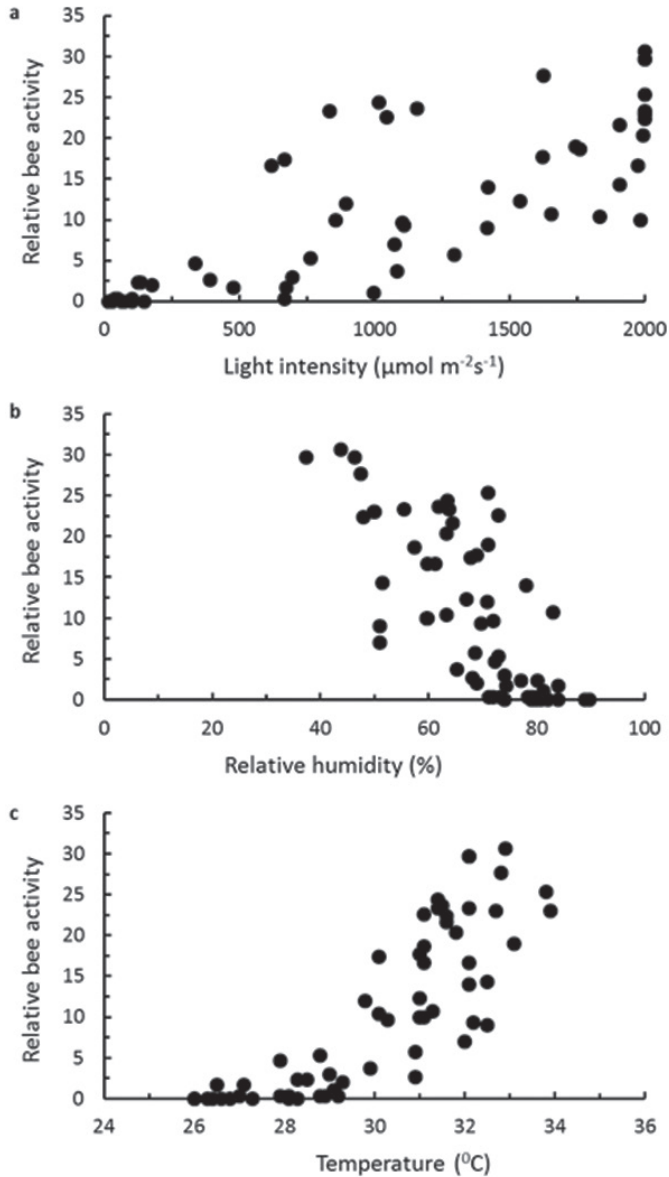 a
35
30
25
20
15
10
5
0
Relative bee activity
0 500 1000 1500 2000
Light intensity (µmol m⁻²s⁻¹)
b
35
30
25
20
15
10
5
0
Relative bee activity
0 20 40 60 80 100
Relative humidity (%)
c
35
30
25
20
15
10
5
0
Relative bee activity
24 26 28 30 32 34 36
Temperature (⁰C)